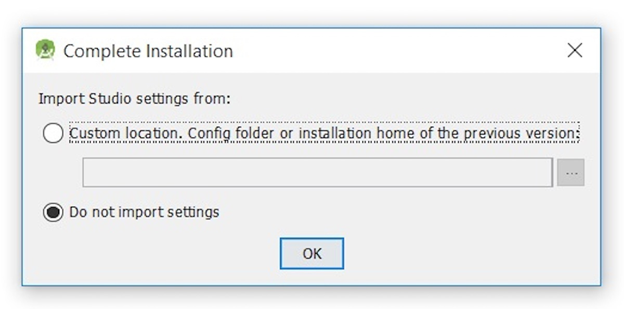 Complete Installation
Import Studio settings from:
Custom location. Config folder or installation home of the previous version:
...
Do not import settings
OK